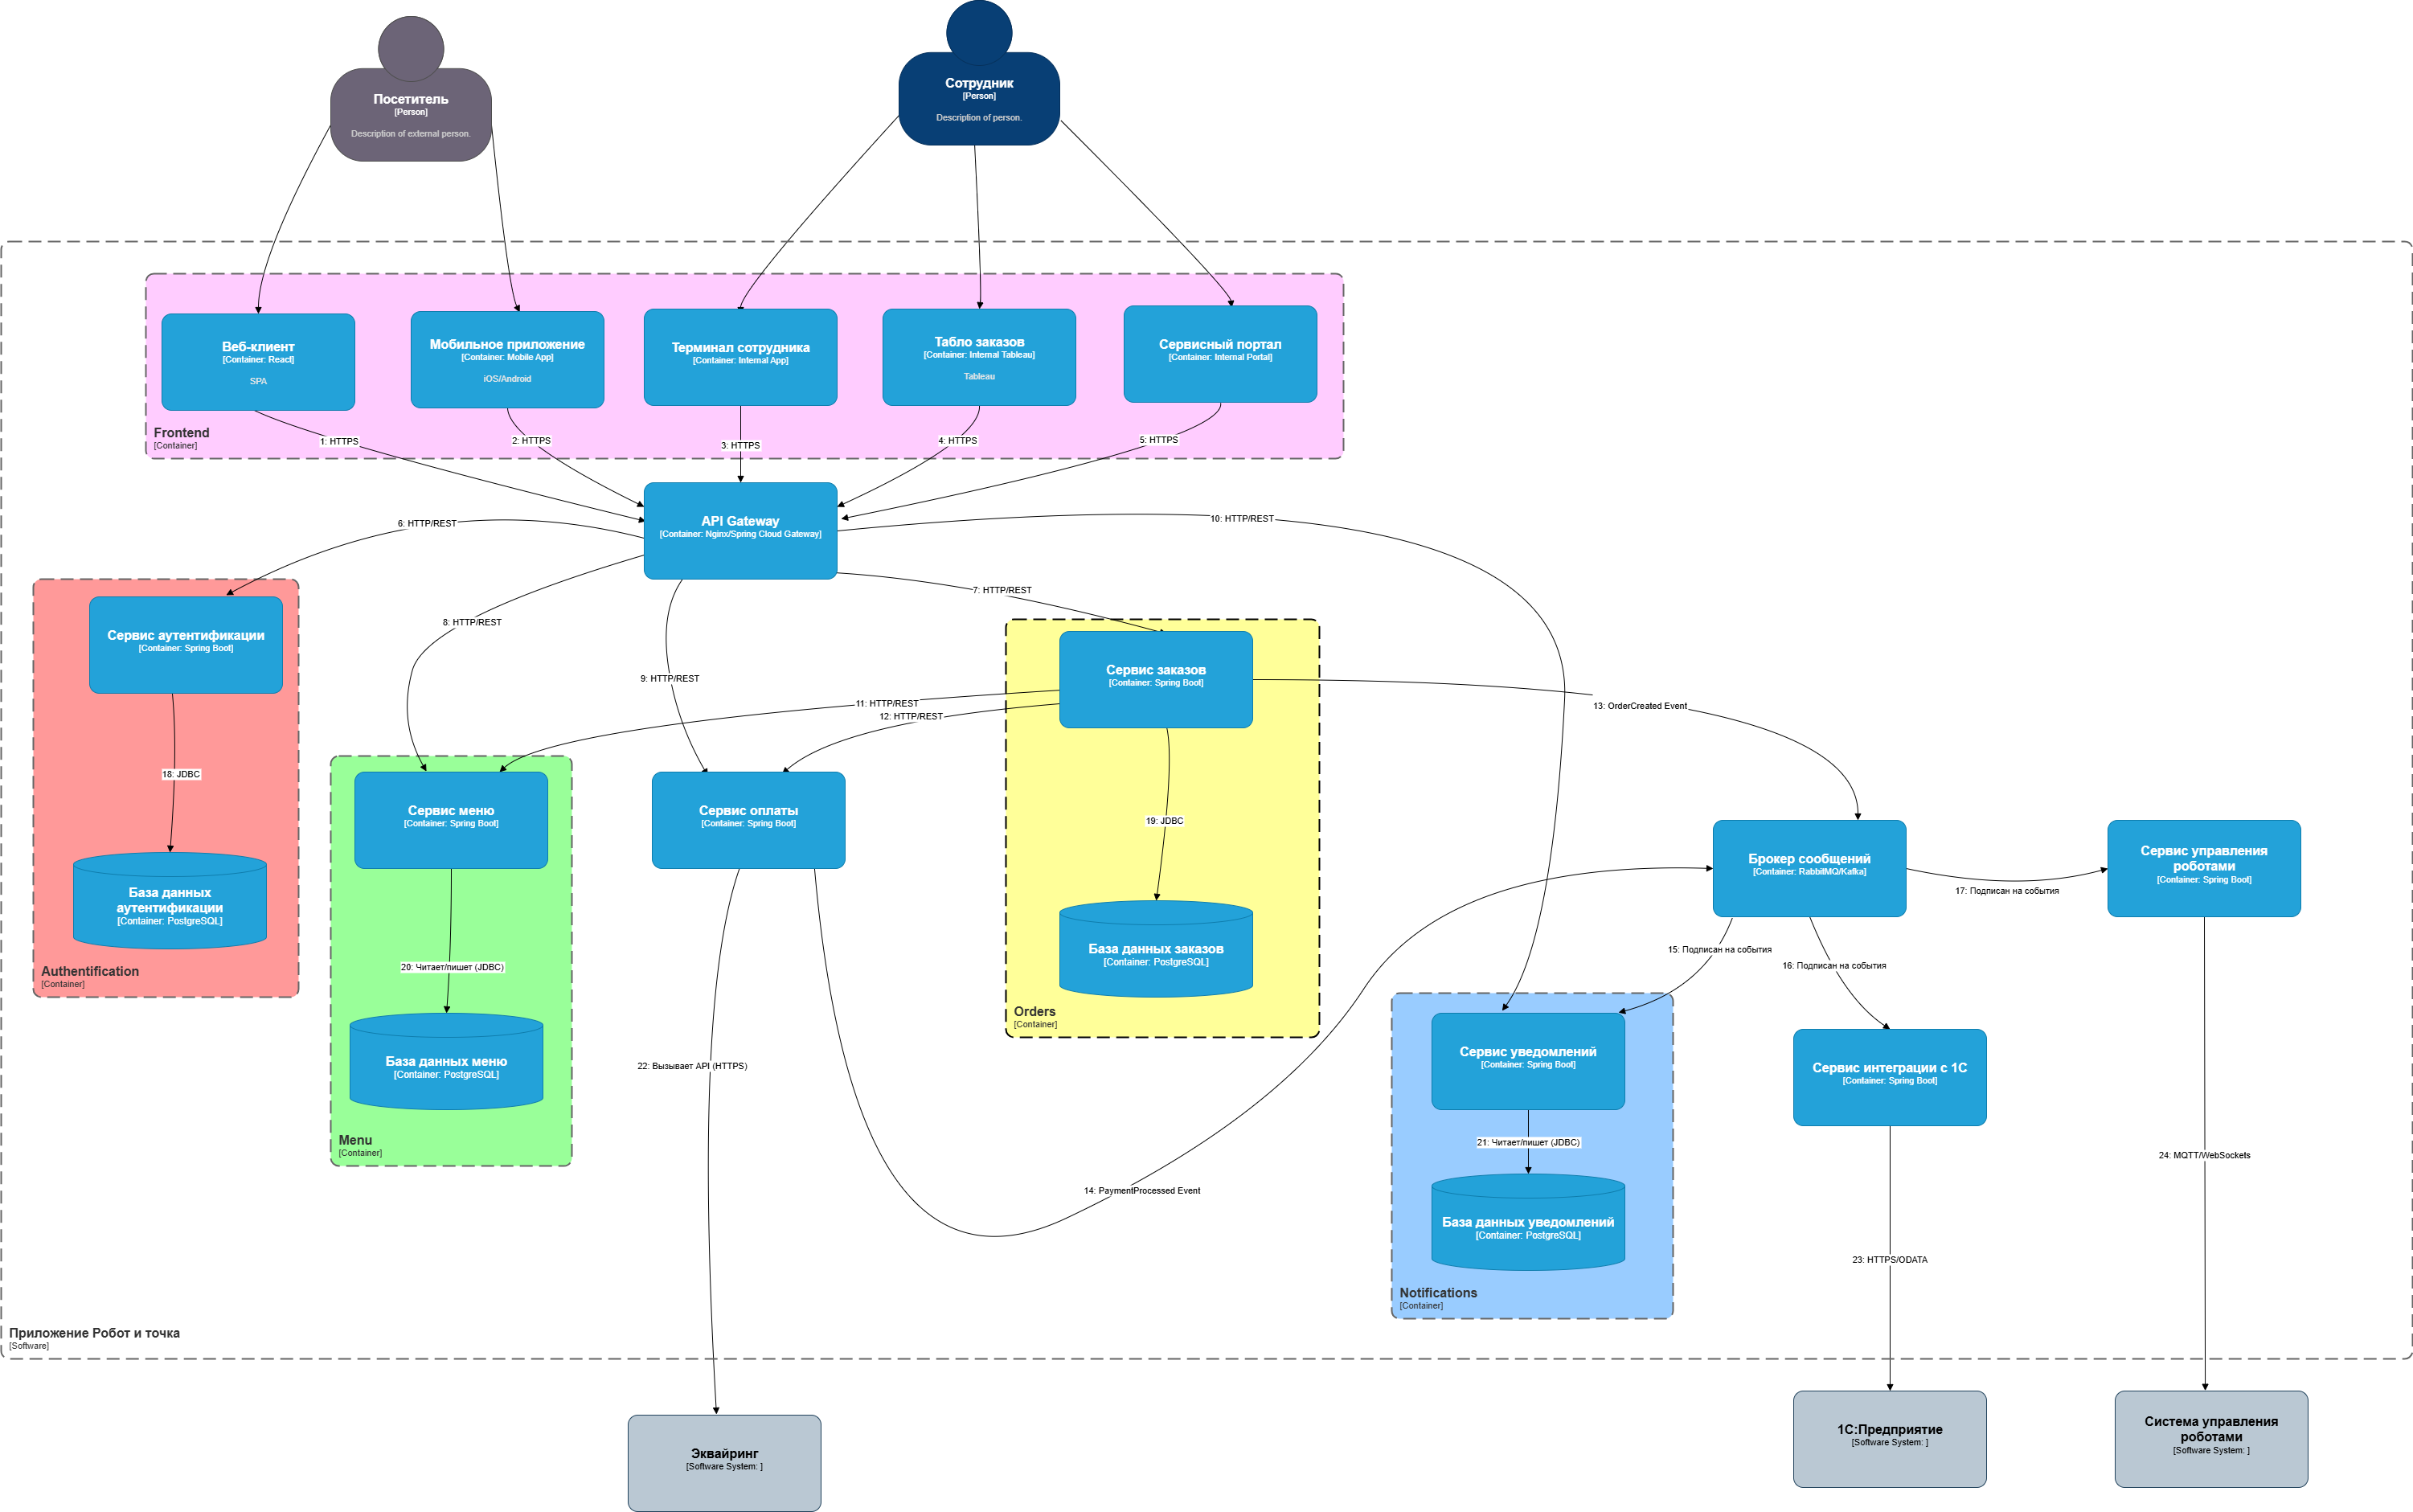 Посетитель
[Person]
Description of external person.
Сотрудник
[Person]
Description of person.
Веб-клиент
[Container: React]
SPA
Мобильное приложение
[Container: Mobile App]
iOS/Android
Терминал сотрудника
[Container: Internal App]
Табло заказов
[Container: Internal Tableau]
Tableau
Сервисный портал
[Container: Internal Portal]
Frontend
[Container]
1: HTTPS
2: HTTPS
3: HTTPS
4: HTTPS
5: HTTPS
API Gateway
[Container: Nginx/Spring Cloud Gateway]
6: HTTP/REST
10: HTTP/REST
7: HTTP/REST
8: HTTP/REST
9: HTTP/REST
Сервис аутентификации
[Container: Spring Boot]
18: JDBC
База данных
аутентификации
[Container: PostgreSQL]
Authentification
[Container]
Сервис заказов
[Container: Spring Boot]
11: HTTP/REST
12: HTTP/REST
13: OrderCreated Event
19: JDBC
База данных заказов
[Container: PostgreSQL]
Orders
[Container]
Сервис меню
[Container: Spring Boot]
20: Читает/пишет (JDBC)
База данных меню
[Container: PostgreSQL]
Menu
[Container]
Сервис оплаты
[Container: Spring Boot]
22: Вызывает API (HTTPS)
14: PaymentProcessed Event
Брокер сообщений
[Container: RabbitMQ/Kafka]
17: Подписан на события
Сервис управления
роботами
[Container: Spring Boot]
15: Подписан на события
16: Подписан на события
Сервис уведомлений
[Container: Spring Boot]
21: Читает/пишет (JDBC)
База данных уведомлений
[Container: PostgreSQL]
Notifications
[Container]
Сервис интеграции с 1С
[Container: Spring Boot]
23: HTTPS/ODATA
24: MQTT/WebSockets
Приложение Робот и точка
[Software]
Эквайринг
[Software System: ]
1С:Предприятие
[Software System: ]
Система управления
роботами
[Software System: ]